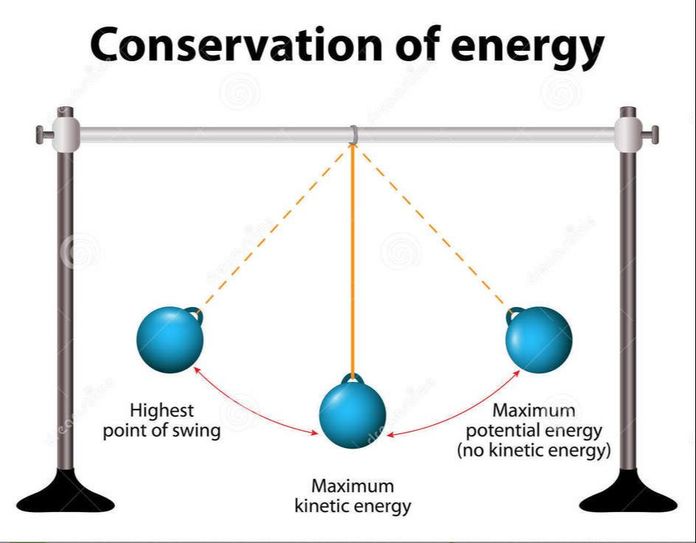 Conservation of energy
Highest
point of swing
Maximum
kinetic energy
Maximum
potential energy
(no kinetic energy)